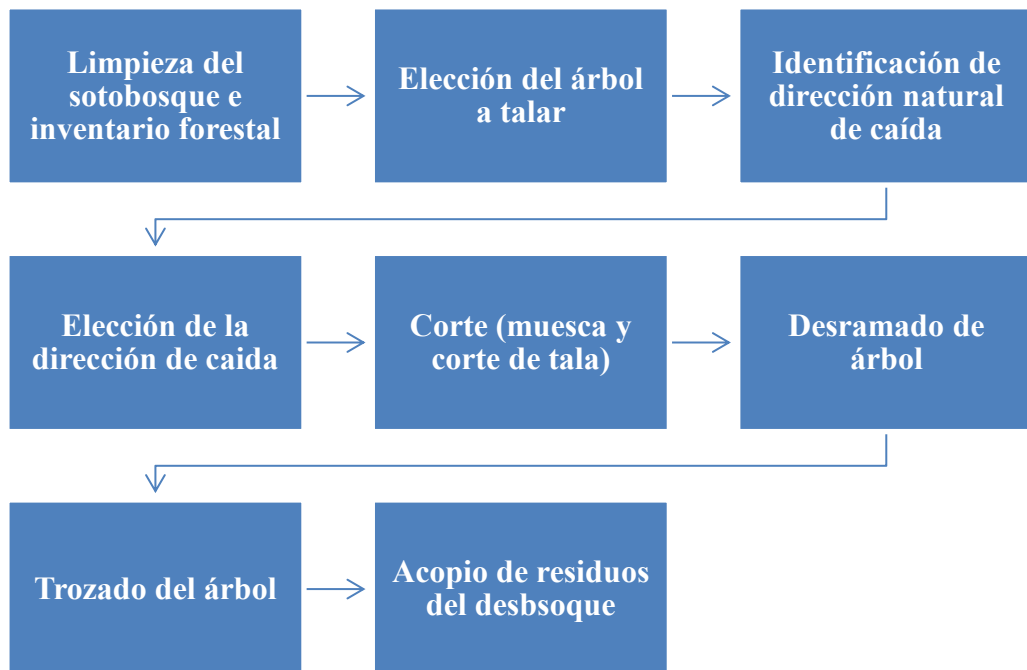 Limpieza del
sotobosque e
inventario forestal
Elección del árbol
a talar
Identificación de
dirección natural
de caída
Elección de la
dirección de caida
Corte (muesca y
corte de tala)
Desramado de
árbol
Trozado del árbol
Acopio de residuos
del desbsoque